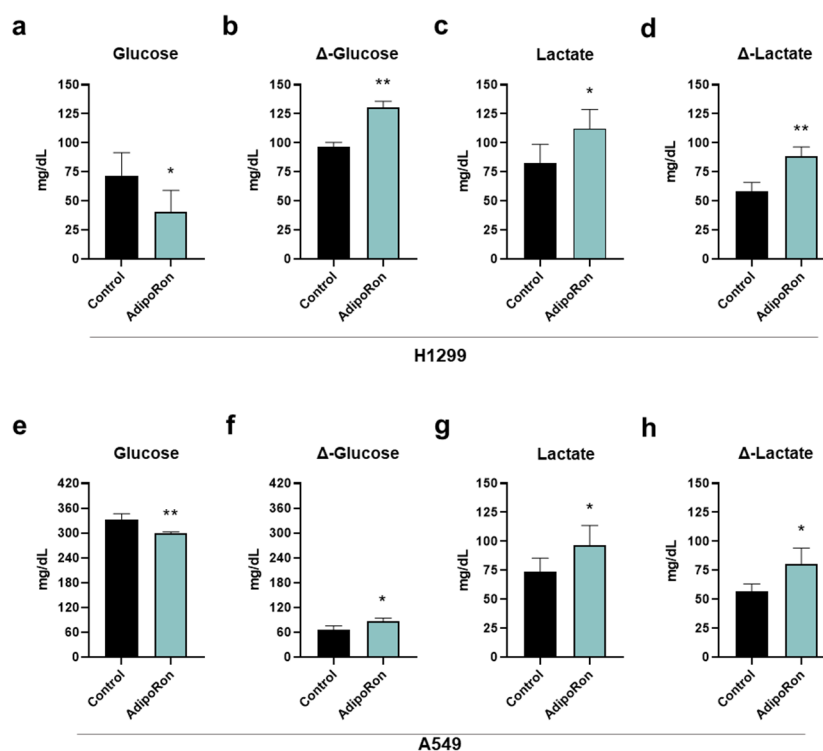 a
b
c
d
Glucose
Δ-Glucose
Lactate
Δ-Lactate
150
125
100
75
50
25
0
mg/dL
*
Control
AdipoRon
150
125
100
75
50
25
0
mg/dL
**
Control
AdipoRon
150
125
100
75
50
25
0
mg/dL
*
Control
AdipoRon
150
125
100
75
50
25
0
mg/dL
**
Control
AdipoRon
H1299
e
f
g
h
Glucose
Δ-Glucose
Lactate
Δ-Lactate
420
360
300
240
180
120
60
0
mg/dL
**
Control
AdipoRon
420
360
300
240
180
120
60
0
mg/dL
*
Control
AdipoRon
150
125
100
75
50
25
0
mg/dL
*
Control
AdipoRon
150
125
100
75
50
25
0
mg/dL
*
Control
AdipoRon
A549